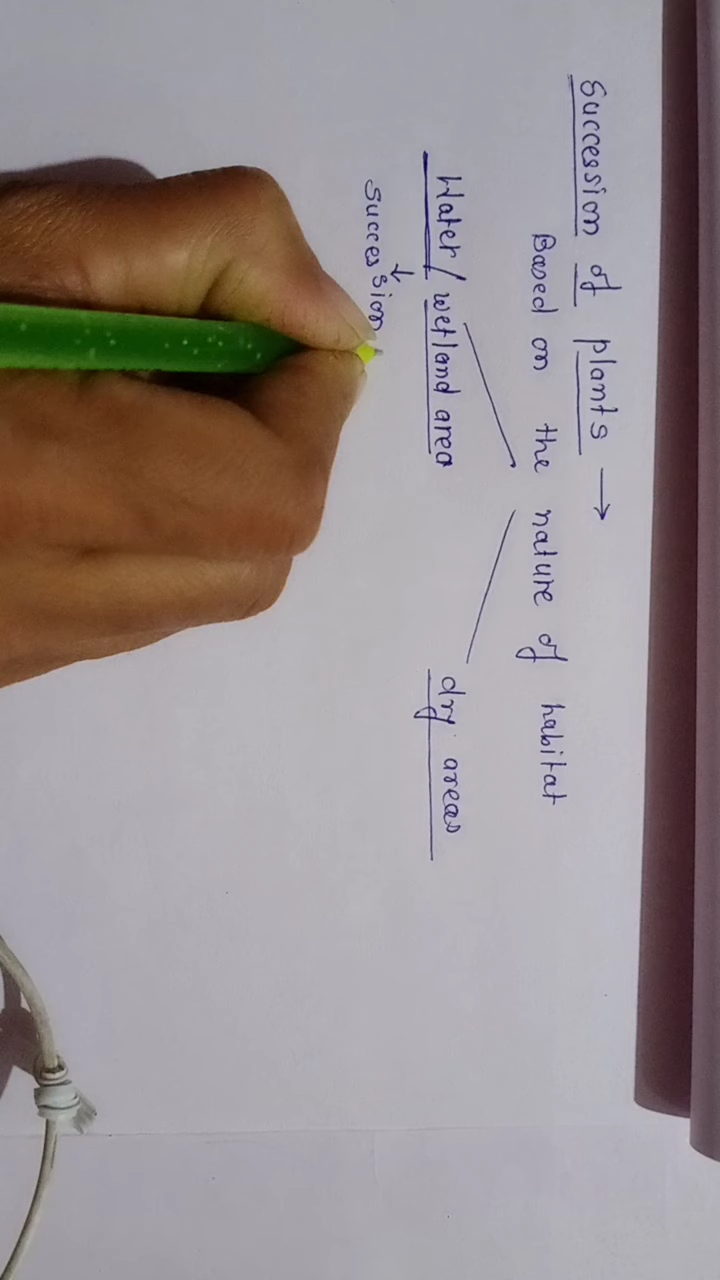 Succession of plants →
Based on the nature of habitat
Water/wetland area
dry areas
↓
Succession